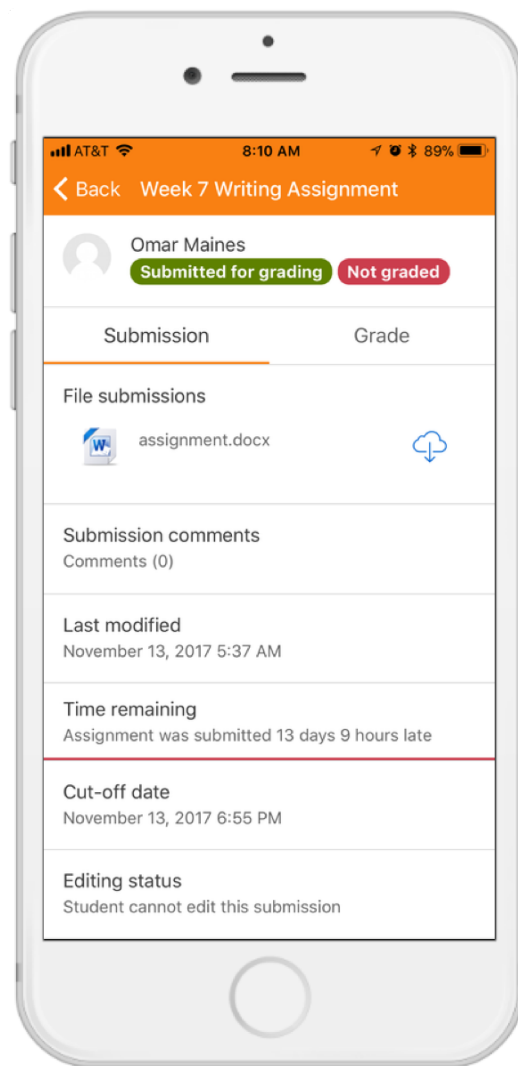 AT&T 8:10 AM 89%
Back Week 7 Writing Assignment
Omar Maines
Submitted for grading Not graded
Submission Grade
File submissions
W
assignment.docx
Submission comments
Comments (0)
Last modified
November 13, 2017 5:37 AM
Time remaining
Assignment was submitted 13 days 9 hours late
Cut-off date
November 13, 2017 6:55 PM
Editing status
Student cannot edit this submission